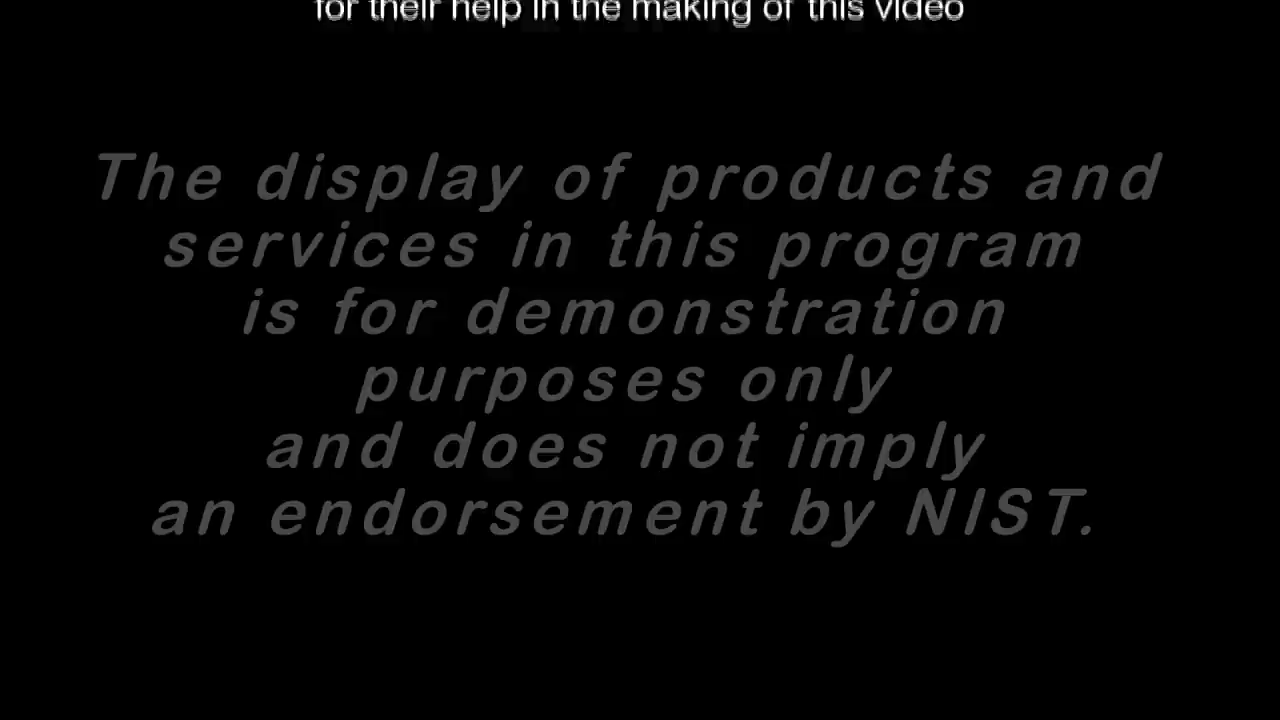 for their help in the making of this video
The display of products and
services in this program
is for demonstration
purposes only
and does not imply
an endorsement by NIST.